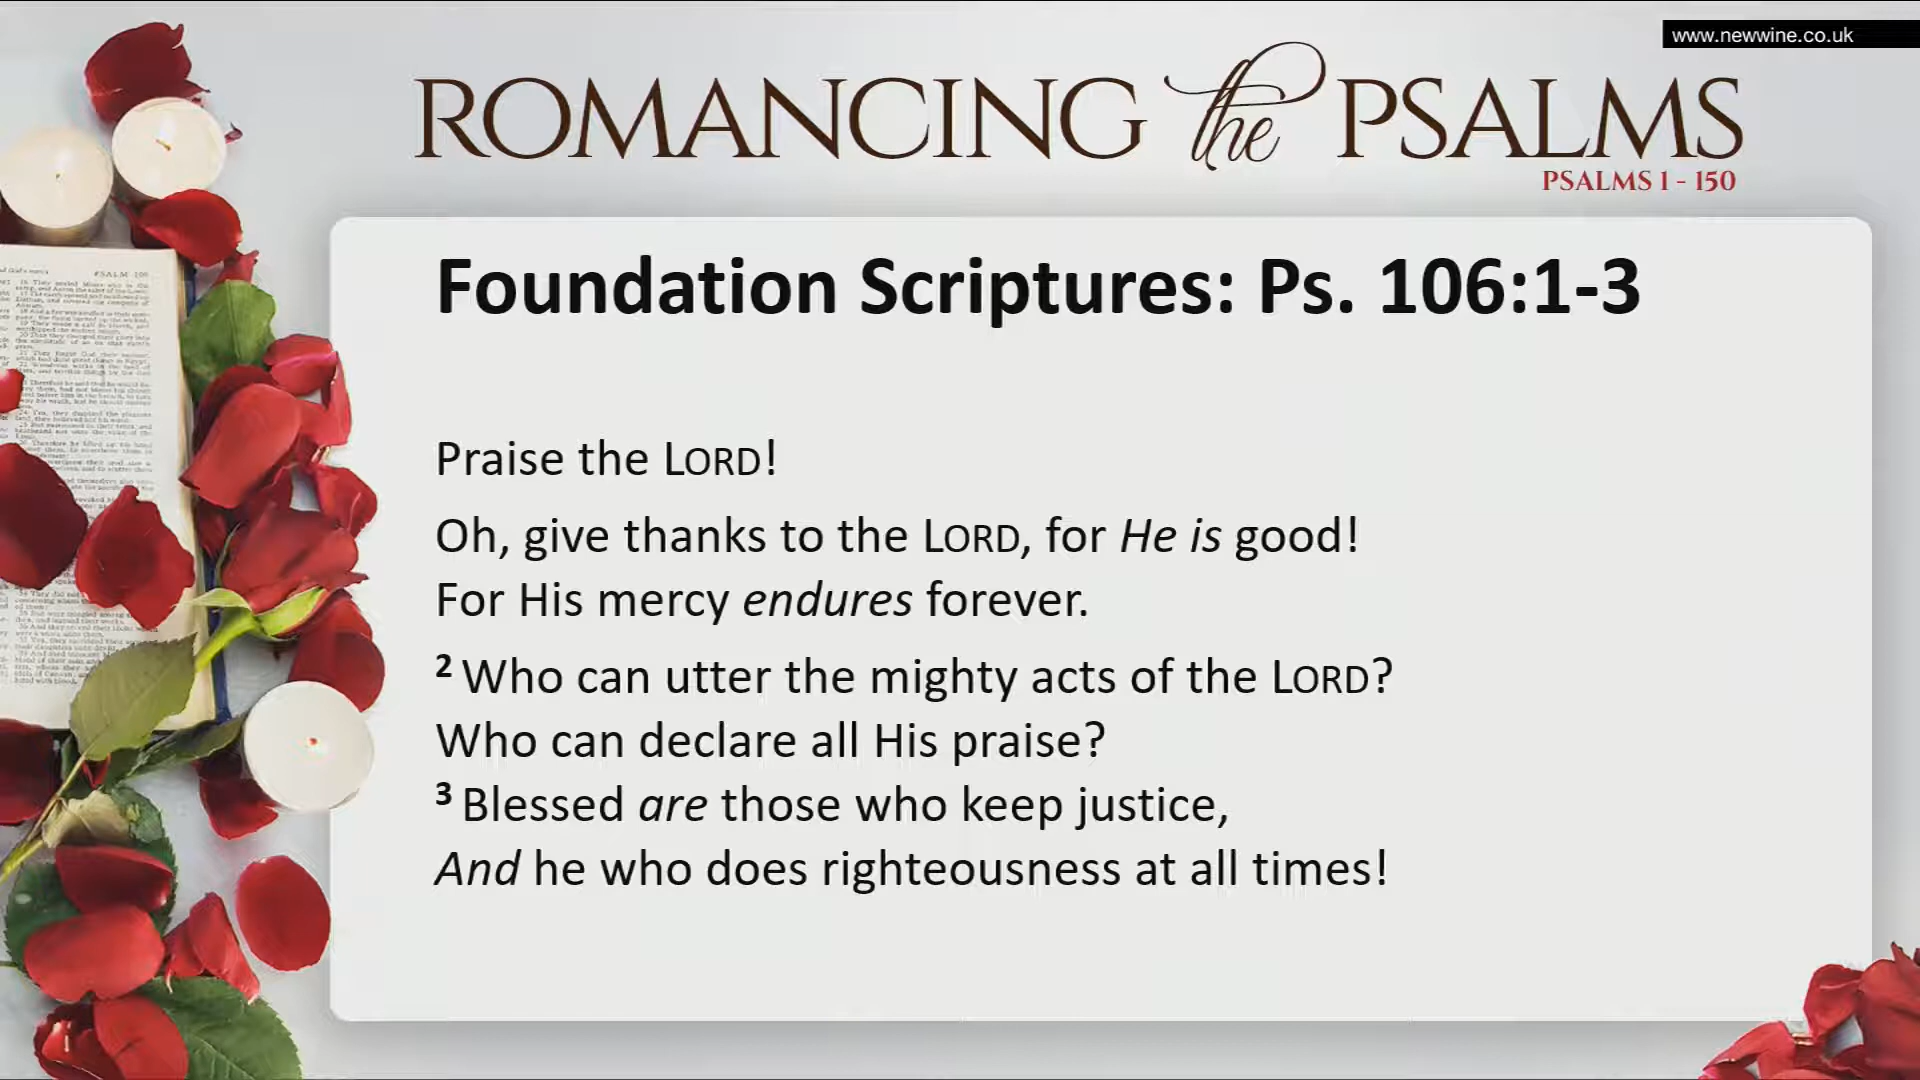 www.newwine.co.uk
ROMANCING the PSALMS
PSALMS 1 - 150
Foundation Scriptures: Ps. 106:1-3
Praise the LORD!
Oh, give thanks to the LORD, for He is good!
For His mercy endures forever.
2 Who can utter the mighty acts of the LORD?
Who can declare all His praise?
3 Blessed are those who keep justice,
And he who does righteousness at all times!